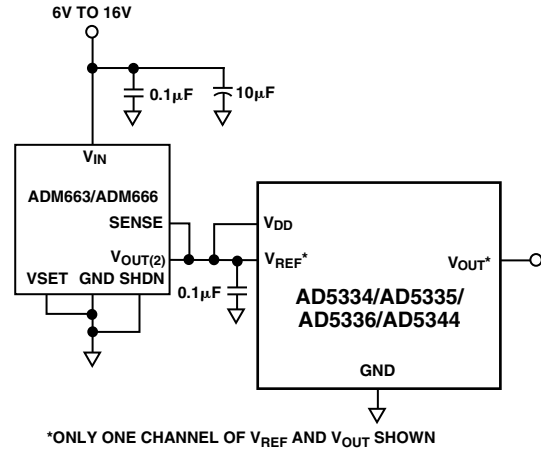 6V TO 16V
0.1μF
10μF
VIN
ADM663/ADM666
SENSE
VDD
VOUT(2)
VREF*
VOUT*
VSET GND SHDN
0.1μF
AD5334/AD5335/
AD5336/AD5344
GND
*ONLY ONE CHANNEL OF VREF AND VOUT SHOWN